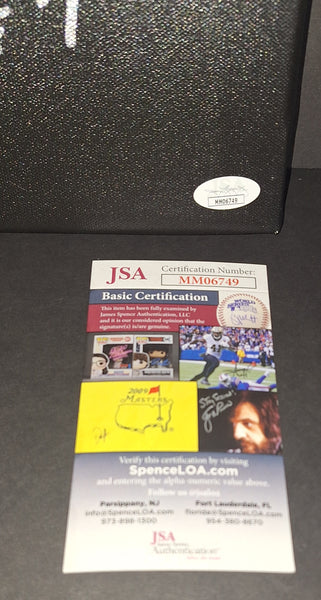 MM06749
JSA
Certification Number:
MM06749
Basic Certification
This item has been fully examined by
James Spence Authentication, LLC
and it is our considered opinion that the
signature(s) is/are genuine.
2009
MASTERS
Verify this certification by visiting
SpenceLOA.com
and entering the alpha-numeric value above.
Follow us @jsaloa
Parsippany, NJ
Fort Lauderdale, FL
info@SpenceLOA.com
florida@SpenceLOA.com
973-898-1300
954-380-8670
JSA
Authentication